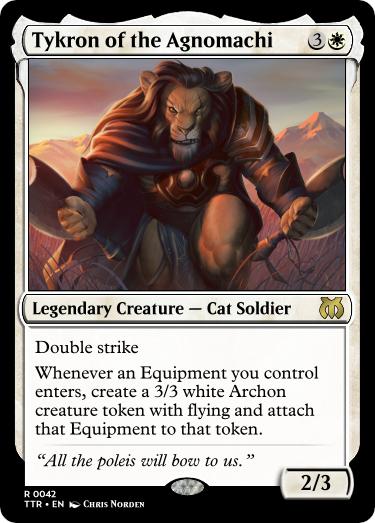 Tykron of the Agnomachi 3
Legendary Creature — Cat Soldier
Double strike
Whenever an Equipment you control
enters, create a 3/3 white Archon
creature token with flying and attach
that Equipment to that token.
“All the poleis will bow to us.”
2/3
R 0042
TTR • EN Chris Norden